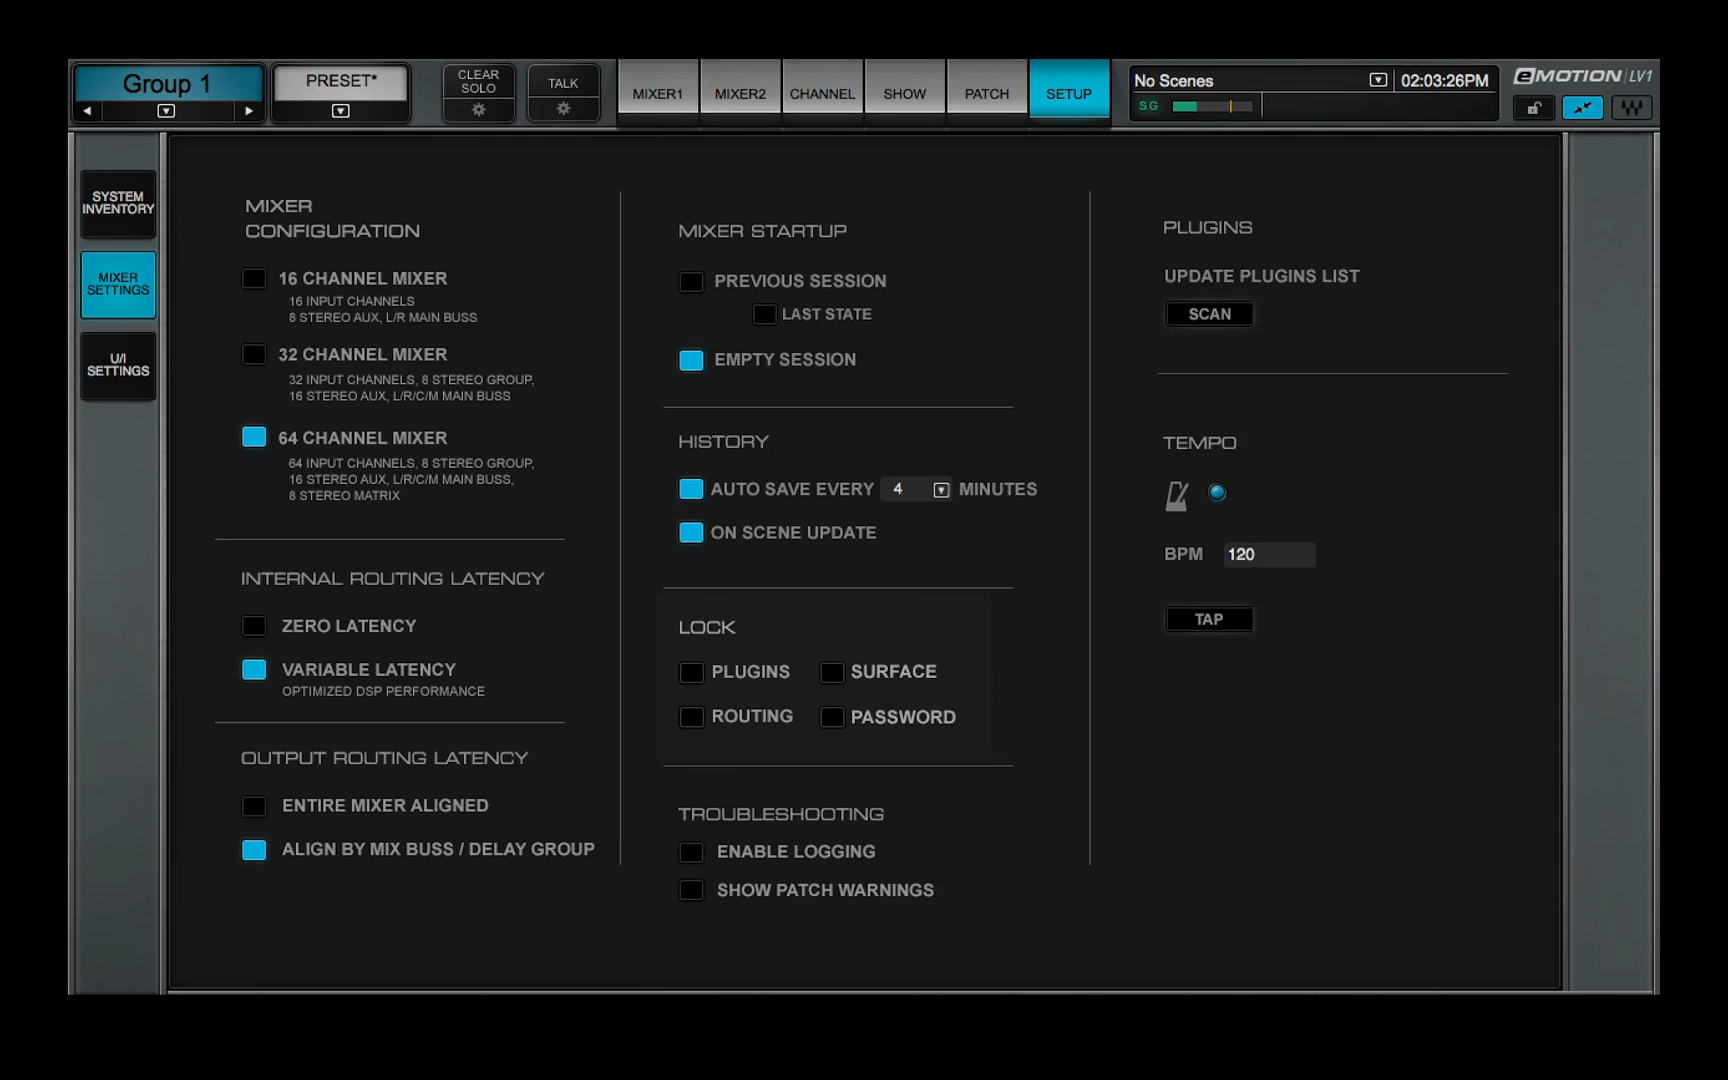 Group 1
PRESET*
CLEAR
SOLO
TALK
MIXER1
MIXER2
CHANNEL
SHOW
PATCH
SETUP
No Scenes
02:03:26PM
SG
eMOTION LV1
SYSTEM
INVENTORY
MIXER
SETTINGS
U/I
SETTINGS
MIXER
CONFIGURATION
16 CHANNEL MIXER
16 INPUT CHANNELS
8 STEREO AUX, L/R MAIN BUSS
32 CHANNEL MIXER
32 INPUT CHANNELS, 8 STEREO GROUP,
16 STEREO AUX, L/R/C/M MAIN BUSS
64 CHANNEL MIXER
64 INPUT CHANNELS, 8 STEREO GROUP,
16 STEREO AUX, L/R/C/M MAIN BUSS,
8 STEREO MATRIX
INTERNAL ROUTING LATENCY
ZERO LATENCY
VARIABLE LATENCY
OPTIMIZED DSP PERFORMANCE
OUTPUT ROUTING LATENCY
ENTIRE MIXER ALIGNED
ALIGN BY MIX BUSS / DELAY GROUP
MIXER STARTUP
PREVIOUS SESSION
LAST STATE
EMPTY SESSION
HISTORY
AUTO SAVE EVERY 4 MINUTES
ON SCENE UPDATE
LOCK
PLUGINS SURFACE
ROUTING PASSWORD
TROUBLESHOOTING
ENABLE LOGGING
SHOW PATCH WARNINGS
PLUGINS
UPDATE PLUGINS LIST
SCAN
TEMPO
BPM 120
TAP